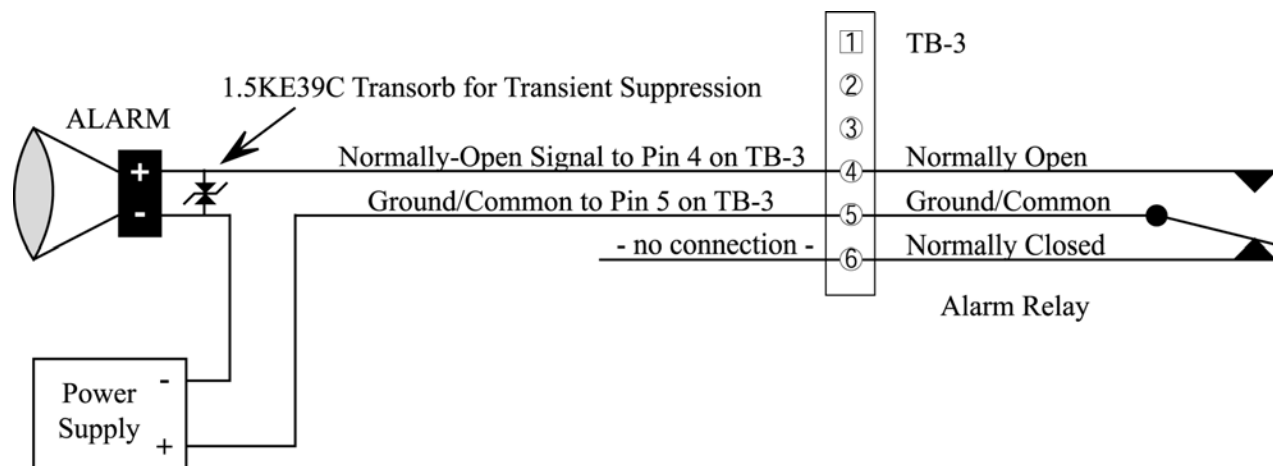 1 TB-3
1.5KE39C Transorb for Transient Suppression
2
ALARM
3
+
Normally-Open Signal to Pin 4 on TB-3
4
Normally Open
-
Ground/Common to Pin 5 on TB-3
5
Ground/Common
- no connection -
6
Normally Closed
Alarm Relay
Power
Supply
-
+